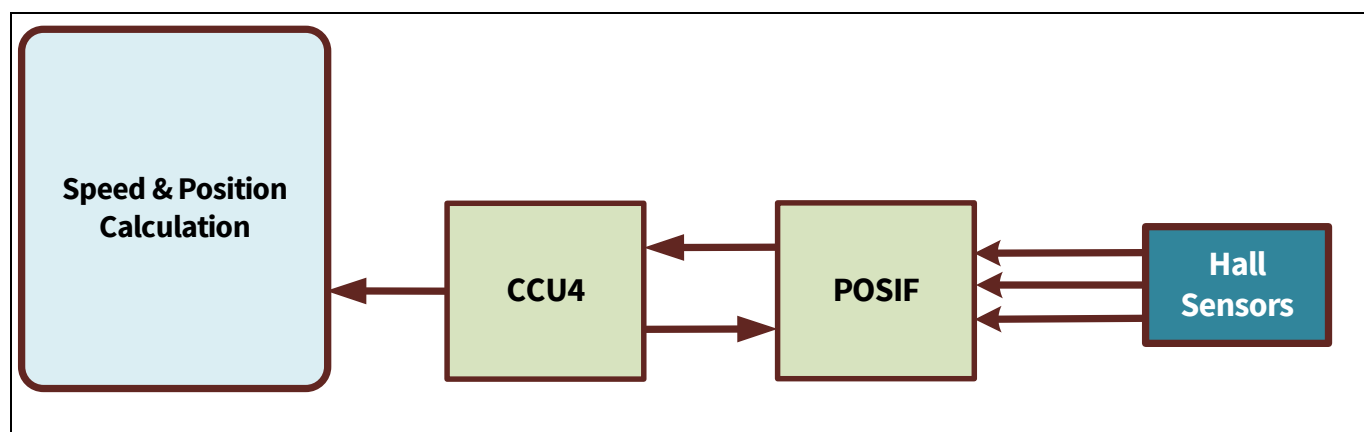 Speed & Position
Calculation
CCU4
POSIF
Hall
Sensors